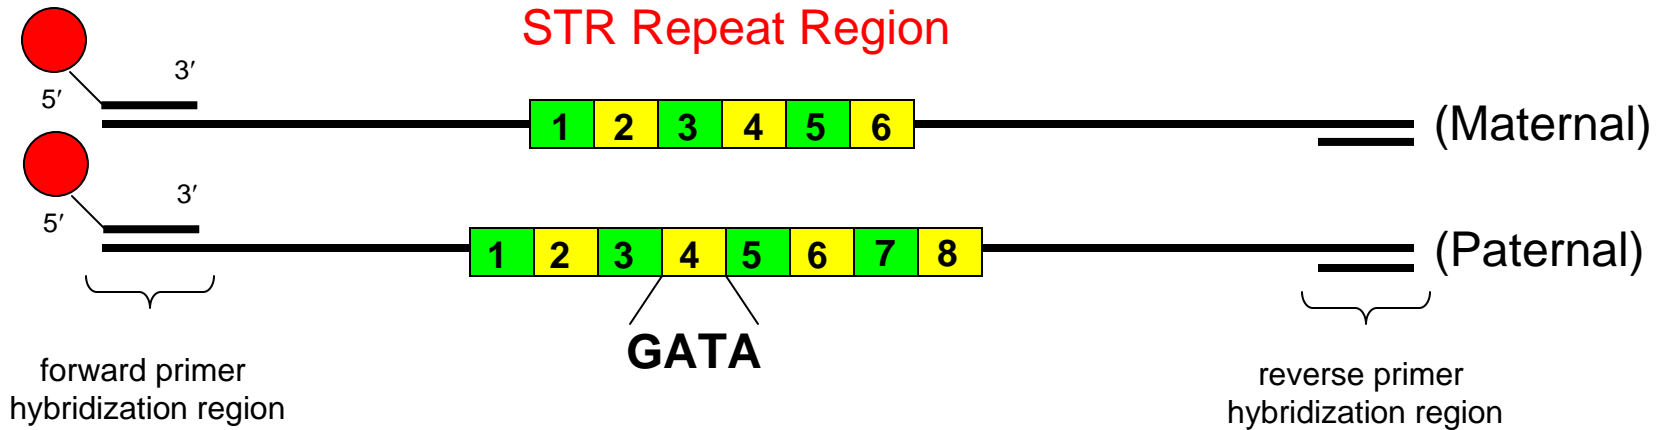 STR Repeat Region
3′
5′
1 2 3 4 5 6
(Maternal)
3′
5′
1 2 3 4 5 6 7 8
(Paternal)
GATA
forward primer
hybridization region
reverse primer
hybridization region